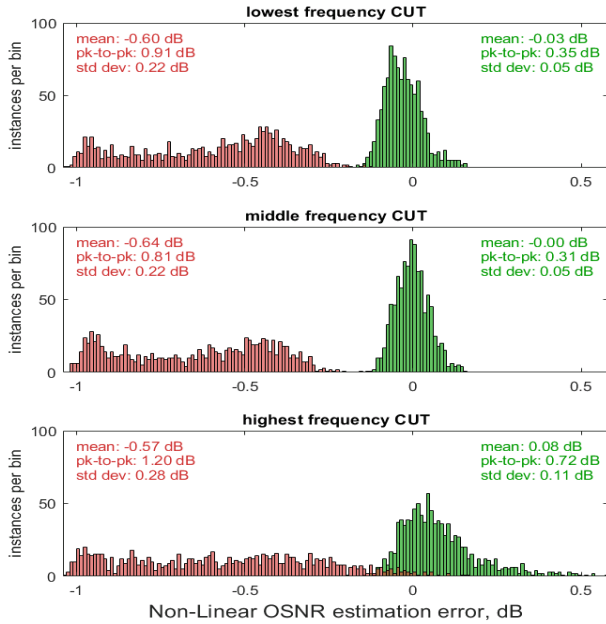 lowest frequency CUT
100
mean: -0.60 dB
pk-to-pk: 0.91 dB
std dev: 0.22 dB
mean: -0.03 dB
pk-to-pk: 0.35 dB
std dev: 0.05 dB
instances per bin
50
0
-1
-0.5
0
0.5
middle frequency CUT
100
mean: -0.64 dB
pk-to-pk: 0.81 dB
std dev: 0.22 dB
mean: -0.00 dB
pk-to-pk: 0.31 dB
std dev: 0.05 dB
instances per bin
50
0
-1
-0.5
0
0.5
highest frequency CUT
100
mean: -0.57 dB
pk-to-pk: 1.20 dB
std dev: 0.28 dB
mean: 0.08 dB
pk-to-pk: 0.72 dB
std dev: 0.11 dB
instances per bin
50
0
-1
-0.5
0
0.5
Non-Linear OSNR estimation error, dB